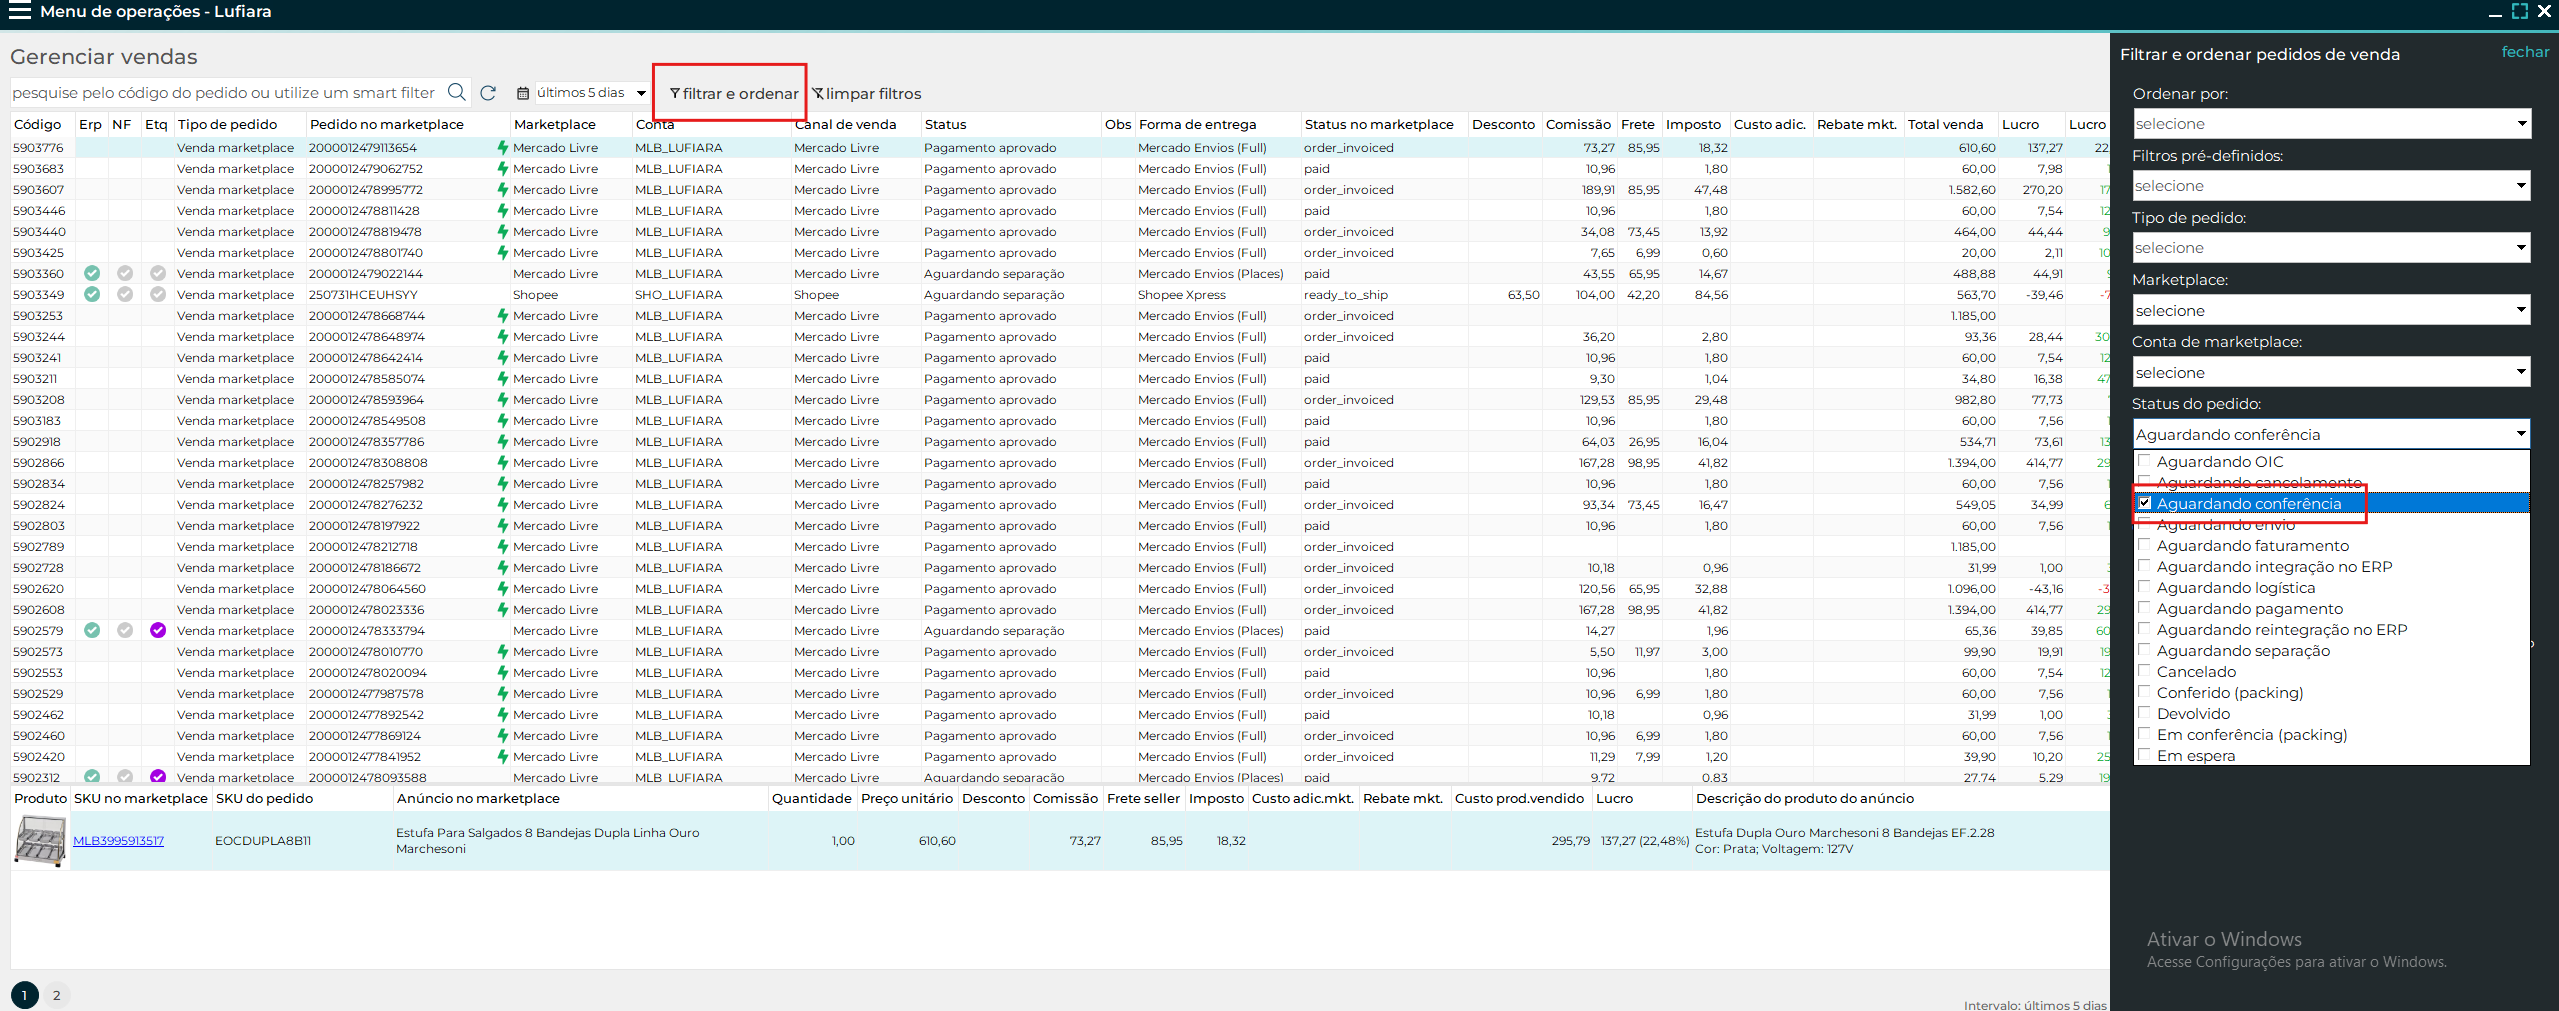 Menu de operações - Lufiara
Gerenciar vendas
pesquise pelo código do pedido ou utilize um smart filter últimos 5 dias filtrar e ordenar limpar filtros
Código Erp NF Etq Tipo de pedido Pedido no marketplace Marketplace Conta Canal de venda Status Obs Forma de entrega Status no marketplace Desconto Comissão Frete Imposto Custo adic. Rebate mkt. Total venda Lucro Lucro
5903776 Venda marketplace 2000012479113654 Mercado Livre MLB_LUFIARA Mercado Livre Pagamento aprovado Mercado Envios (Full) order_invoiced 73,27 85,95 18,32 610,60 137,27 22
5903683 Venda marketplace 2000012479062752 Mercado Livre MLB_LUFIARA Mercado Livre Pagamento aprovado Mercado Envios (Full) paid 10,96 1,80 60,00 7,98
5903607 Venda marketplace 2000012478995772 Mercado Livre MLB_LUFIARA Mercado Livre Pagamento aprovado Mercado Envios (Full) order_invoiced 189,91 85,95 47,48 1.582,60 270,20 17
5903446 Venda marketplace 2000012478811428 Mercado Livre MLB_LUFIARA Mercado Livre Pagamento aprovado Mercado Envios (Full) paid 10,96 1,80 60,00 7,54 12
5903440 Venda marketplace 2000012478819478 Mercado Livre MLB_LUFIARA Mercado Livre Pagamento aprovado Mercado Envios (Full) order_invoiced 34,08 73,45 13,92 464,00 44,44 9
5903425 Venda marketplace 2000012478801740 Mercado Livre MLB_LUFIARA Mercado Livre Pagamento aprovado Mercado Envios (Full) order_invoiced 7,65 6,99 0,60 20,00 2,11 10
5903360 Venda marketplace 2000012479022144 Mercado Livre MLB_LUFIARA Mercado Livre Aguardando separação Mercado Envios (Places) paid 43,55 65,95 14,67 488,88 44,91
5903349 Venda marketplace 250731HCEUHSYY Shopee SHO_LUFIARA Shopee Aguardando separação Shopee Xpress ready_to_ship 63,50 104,00 42,20 84,56 563,70 -39,46 -7
5903253 Venda marketplace 2000012478668744 Mercado Livre MLB_LUFIARA Mercado Livre Pagamento aprovado Mercado Envios (Full) order_invoiced 1.185,00
5903244 Venda marketplace 2000012478648974 Mercado Livre MLB_LUFIARA Mercado Livre Pagamento aprovado Mercado Envios (Full) order_invoiced 36,20 2,80 93,36 28,44 30
5903241 Venda marketplace 2000012478642414 Mercado Livre MLB_LUFIARA Mercado Livre Pagamento aprovado Mercado Envios (Full) paid 10,96 1,80 60,00 7,54 12
5903211 Venda marketplace 2000012478585074 Mercado Livre MLB_LUFIARA Mercado Livre Pagamento aprovado Mercado Envios (Full) paid 9,30 1,04 34,80 16,38 47
5903208 Venda marketplace 2000012478593964 Mercado Livre MLB_LUFIARA Mercado Livre Pagamento aprovado Mercado Envios (Full) order_invoiced 129,53 85,95 29,48 982,80 77,73
5903183 Venda marketplace 2000012478549508 Mercado Livre MLB_LUFIARA Mercado Livre Pagamento aprovado Mercado Envios (Full) paid 10,96 1,80 60,00 7,56
5902918 Venda marketplace 2000012478357786 Mercado Livre MLB_LUFIARA Mercado Livre Pagamento aprovado Mercado Envios (Full) paid 64,03 26,95 16,04 534,71 73,61 13
5902866 Venda marketplace 2000012478308808 Mercado Livre MLB_LUFIARA Mercado Livre Pagamento aprovado Mercado Envios (Full) order_invoiced 167,28 98,95 41,82 1.394,00 414,77 29
5902834 Venda marketplace 2000012478257982 Mercado Livre MLB_LUFIARA Mercado Livre Pagamento aprovado Mercado Envios (Full) paid 10,96 1,80 60,00 7,56
5902824 Venda marketplace 2000012478276232 Mercado Livre MLB_LUFIARA Mercado Livre Pagamento aprovado Mercado Envios (Full) order_invoiced 93,34 73,45 16,47 549,05 34,99 6
5902803 Venda marketplace 2000012478197922 Mercado Livre MLB_LUFIARA Mercado Livre Pagamento aprovado Mercado Envios (Full) paid 10,96 1,80 60,00 7,56
5902789 Venda marketplace 2000012478212718 Mercado Livre MLB_LUFIARA Mercado Livre Pagamento aprovado Mercado Envios (Full) order_invoiced 1.185,00
5902728 Venda marketplace 2000012478186672 Mercado Livre MLB_LUFIARA Mercado Livre Pagamento aprovado Mercado Envios (Full) order_invoiced 10,18 0,96 31,99 1,00
5902620 Venda marketplace 2000012478064560 Mercado Livre MLB_LUFIARA Mercado Livre Pagamento aprovado Mercado Envios (Full) order_invoiced 120,56 65,95 32,88 1.096,00 -43,16 -3
5902608 Venda marketplace 2000012478023336 Mercado Livre MLB_LUFIARA Mercado Livre Pagamento aprovado Mercado Envios (Full) order_invoiced 167,28 98,95 41,82 1.394,00 414,77 29
5902579 Venda marketplace 2000012478333794 Mercado Livre MLB_LUFIARA Mercado Livre Aguardando separação Mercado Envios (Places) paid 14,27 1,96 65,36 39,85 60
5902573 Venda marketplace 2000012478010770 Mercado Livre MLB_LUFIARA Mercado Livre Pagamento aprovado Mercado Envios (Full) order_invoiced 5,50 11,97 3,00 99,90 19,91 19
5902553 Venda marketplace 2000012478020094 Mercado Livre MLB_LUFIARA Mercado Livre Pagamento aprovado Mercado Envios (Full) paid 10,96 1,80 60,00 7,54 12
5902529 Venda marketplace 2000012477987578 Mercado Livre MLB_LUFIARA Mercado Livre Pagamento aprovado Mercado Envios (Full) order_invoiced 10,96 6,99 1,80 60,00 7,56
5902462 Venda marketplace 2000012477892542 Mercado Livre MLB_LUFIARA Mercado Livre Pagamento aprovado Mercado Envios (Full) paid 10,18 0,96 31,99 1,00
5902460 Venda marketplace 2000012477869124 Mercado Livre MLB_LUFIARA Mercado Livre Pagamento aprovado Mercado Envios (Full) order_invoiced 10,96 6,99 1,80 60,00 7,56
5902420 Venda marketplace 2000012477841952 Mercado Livre MLB_LUFIARA Mercado Livre Pagamento aprovado Mercado Envios (Full) order_invoiced 11,29 7,99 1,20 39,90 10,20 25
5902312 Venda marketplace 2000012478093588 Mercado Livre MLB_LUFIARA Mercado Livre Aguardando separação Mercado Envios (Places) paid 9,72 0,83 27,74 5,29 19
Produto SKU no marketplace SKU do pedido Anúncio no marketplace Quantidade Preço unitário Desconto Comissão Frete seller Imposto Custo adic.mkt. Rebate mkt. Custo prod.vendido Lucro Descrição do produto do anúncio
MLB3995913517 EOCDUPLA8B11 Estufa Para Salgados 8 Bandejas Dupla Linha Ouro 1,00 610,60 73,27 85,95 18,32 295,79 137,27 (22,48%) Estufa Dupla Ouro Marchesoni 8 Bandejas EF.2.28
Marchesoni Cor: Prata; Voltagem: 127V
1 2
Intervalo: últimos 5 dias
Filtrar e ordenar pedidos de venda fechar
Ordenar por:
selecione
Filtros pré-definidos:
selecione
Tipo de pedido:
selecione
Marketplace:
selecione
Conta de marketplace:
selecione
Status do pedido:
Aguardando conferência
Aguardando OIC
Aguardando cancelamento
Aguardando conferência
Aguardando envio
Aguardando faturamento
Aguardando integração no ERP
Aguardando logística
Aguardando pagamento
Aguardando reintegração no ERP
Aguardando separação
Cancelado
Conferido (packing)
Devolvido
Em conferência (packing)
Em espera
Ativar o Windows
Acesse Configurações para ativar o Windows.